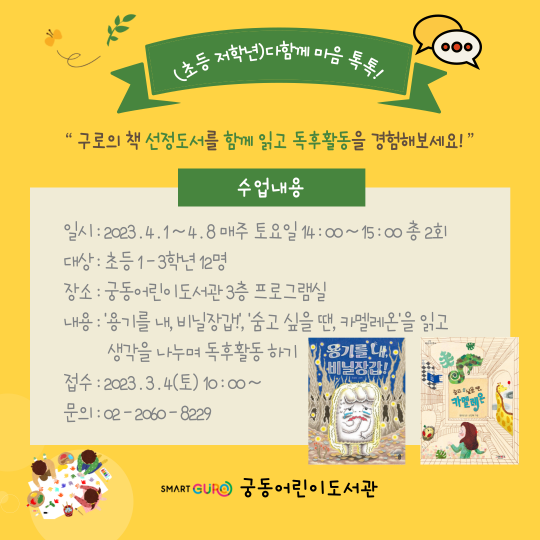 (초등 저학년)다함께 마음 톡톡!
“ 구로의 책 선정도서를 함께 읽고 독후활동을 경험해보세요! ”
수업내용
일시 : 2023. 4. 1 ~ 4. 8 매주 토요일 14 : 00 ~ 15 : 00 총 2회
대상 : 초등 1 - 3학년 12명
장소 : 궁동어린이도서관 3층 프로그램실
내용 : '용기를 내, 비닐장갑!', '숨고 싶을 땐, 카멜레온'을 읽고
생각을 나누며 독후활동 하기
접수 : 2023. 3. 4(토) 10 : 00 ~
문의 : 02 - 2060 - 8229
용기를 내,
비닐장갑!
숨고 싶을 땐,
카멜레온
SMART GURO 궁동어린이도서관